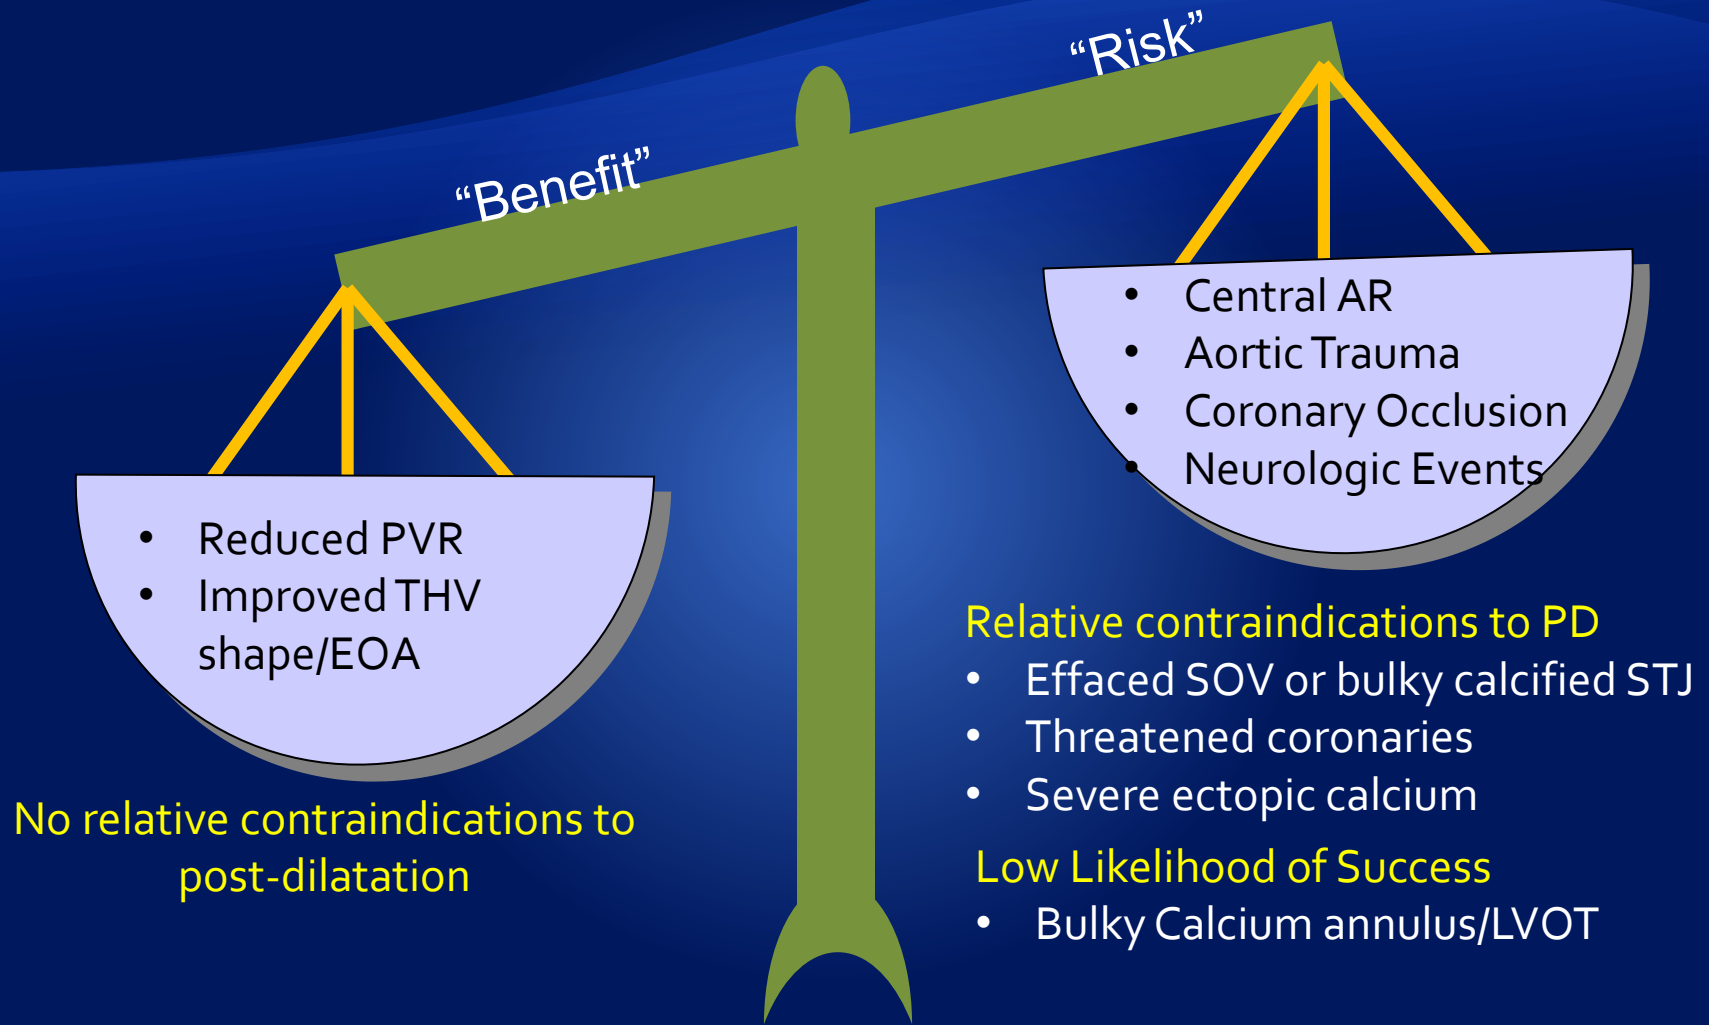 “Benefit”
“Risk”
• Reduced PVR
• Improved THV
shape/EOA
No relative contraindications to
post-dilatation
• Central AR
• Aortic Trauma
• Coronary Occlusion
• Neurologic Events
Relative contraindications to PD
• Effaced SOV or bulky calcified STJ
• Threatened coronaries
• Severe ectopic calcium
Low Likelihood of Success
• Bulky Calcium annulus/LVOT